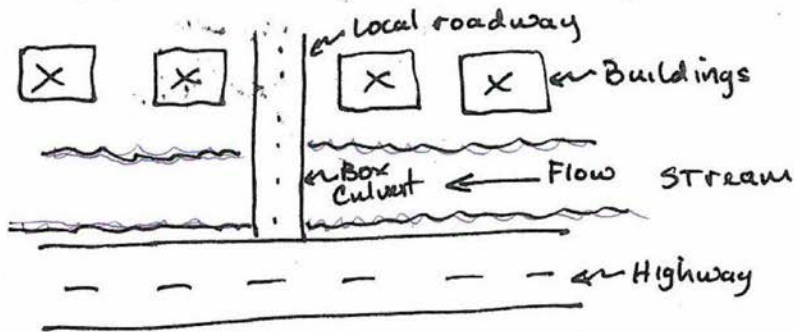 Local roadway
X X X X
Buildings
Box
Culvert
Flow
Stream
Highway